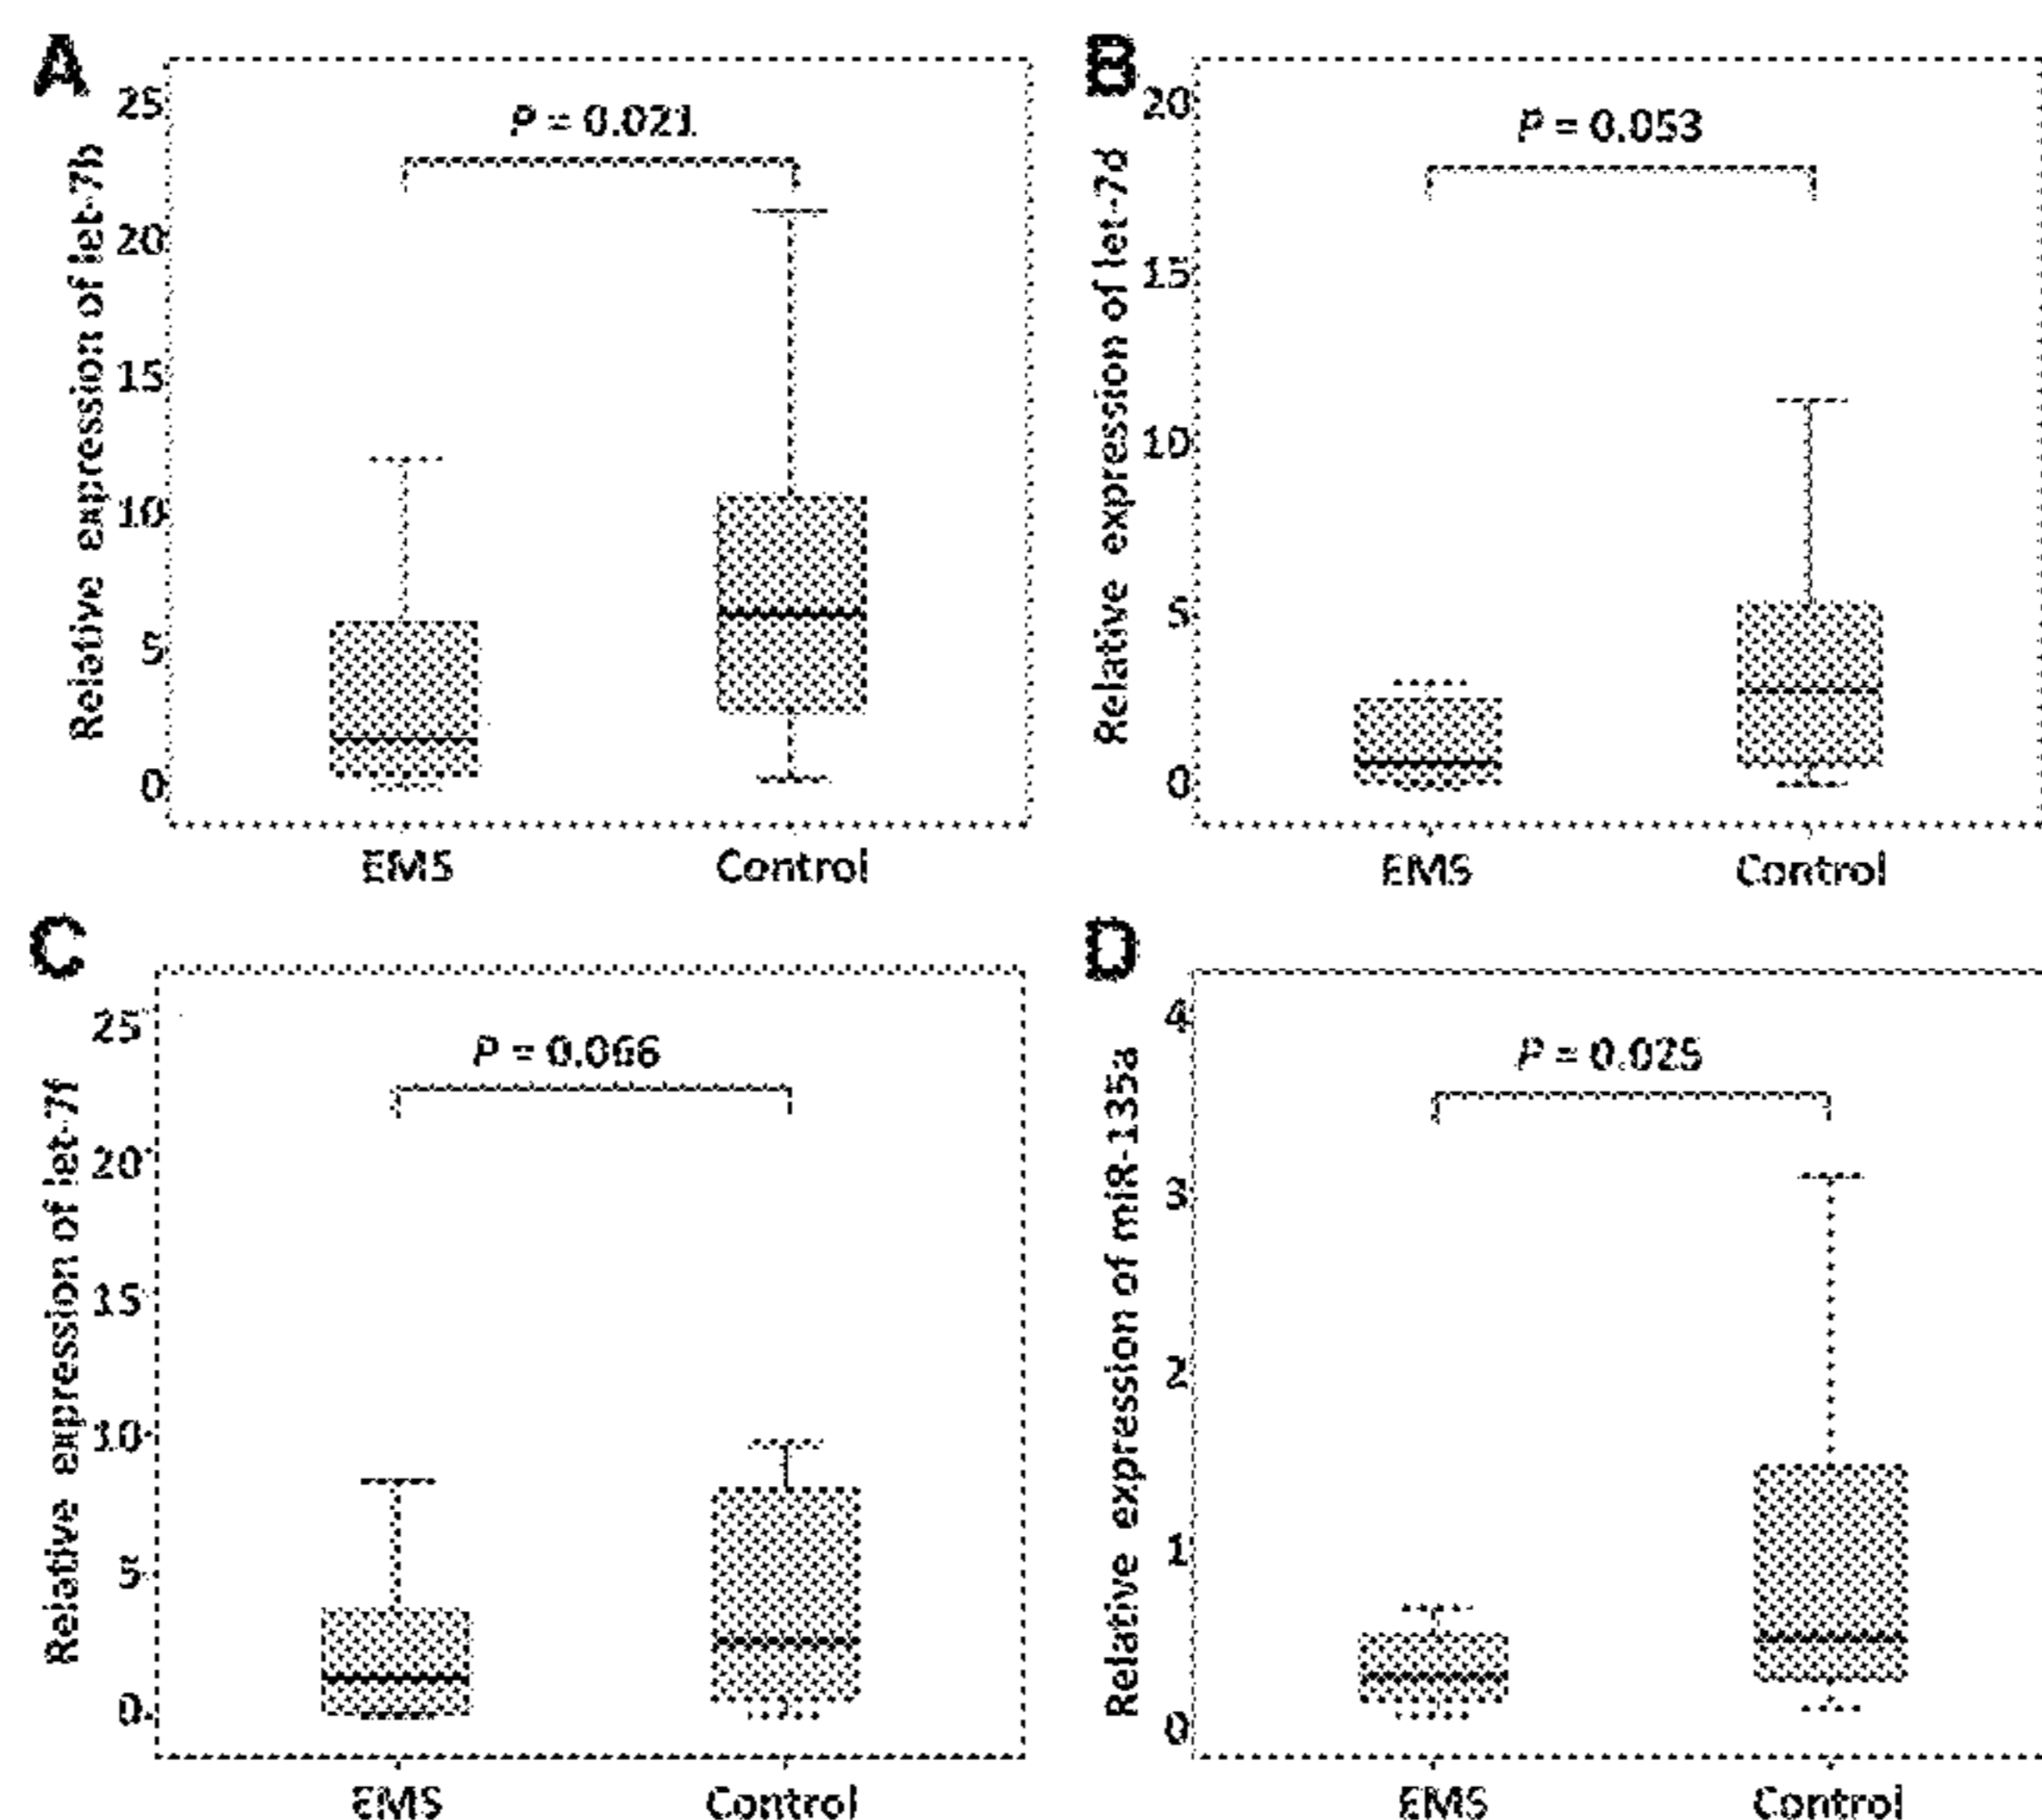 A
Relative expression of let-7b
25
20
15
10
5
0
P = 0.021
EMS Control
B
Relative expression of let-7d
20
15
10
5
0
P = 0.053
EMS Control
C
Relative expression of let-7f
25
20
15
10
5
0
P = 0.066
EMS Control
D
Relative expression of miR-135a
4
3
2
1
0
P = 0.025
EMS Control